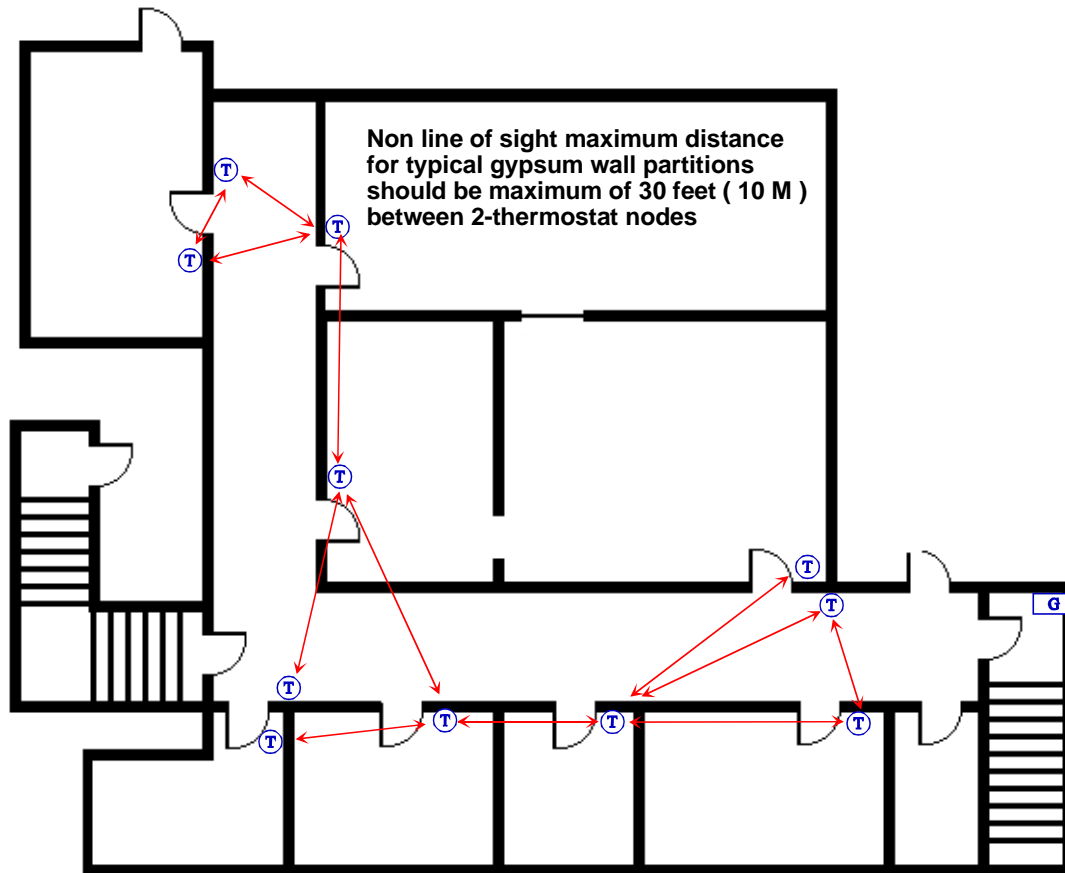 Non line of sight maximum distance
for typical gypsum wall partitions
should be maximum of 30 feet ( 10 M )
between 2-thermostat nodes
T
T
T
T
T
T
G
T
T
T
T
T